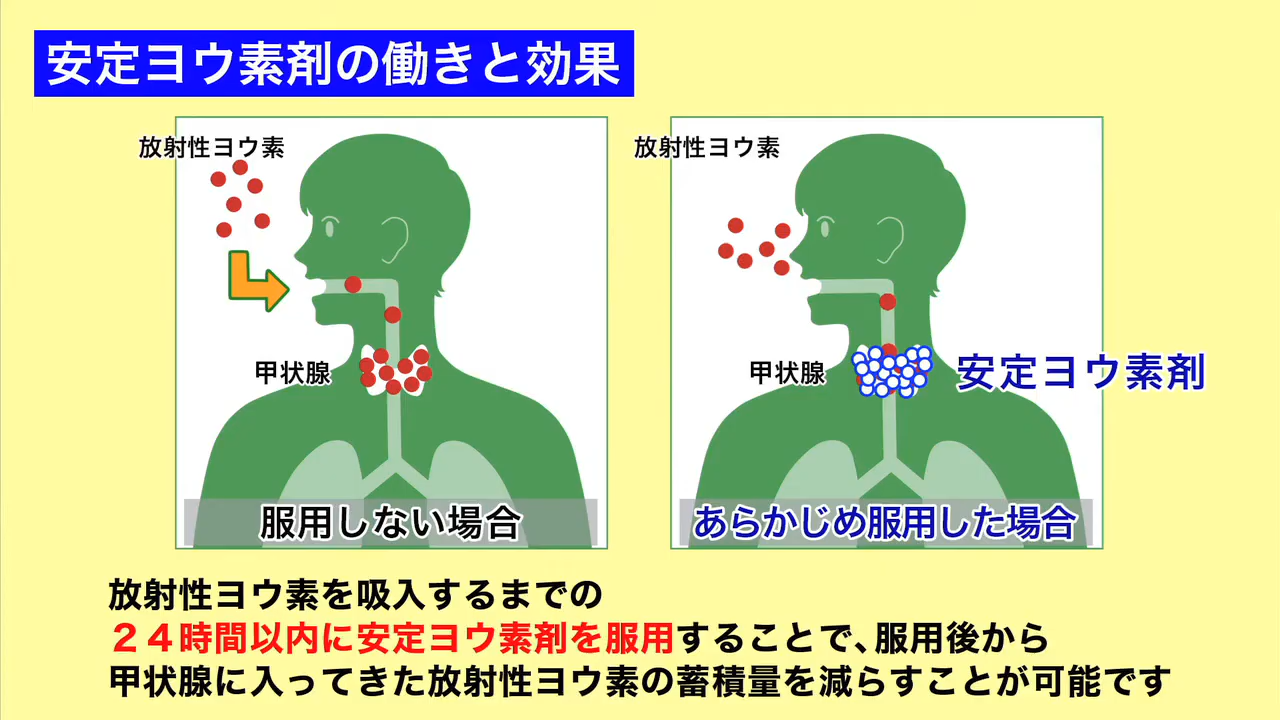 安定ヨウ素剤の働きと効果
放射性ヨウ素
甲状腺
服用しない場合
放射性ヨウ素
甲状腺
安定ヨウ素剤
あらかじめ服用した場合
放射性ヨウ素を吸入するまでの
２４時間以内に安定ヨウ素剤を服用することで、服用後から
甲状腺に入ってきた放射性ヨウ素の蓄積量を減らすことが可能です